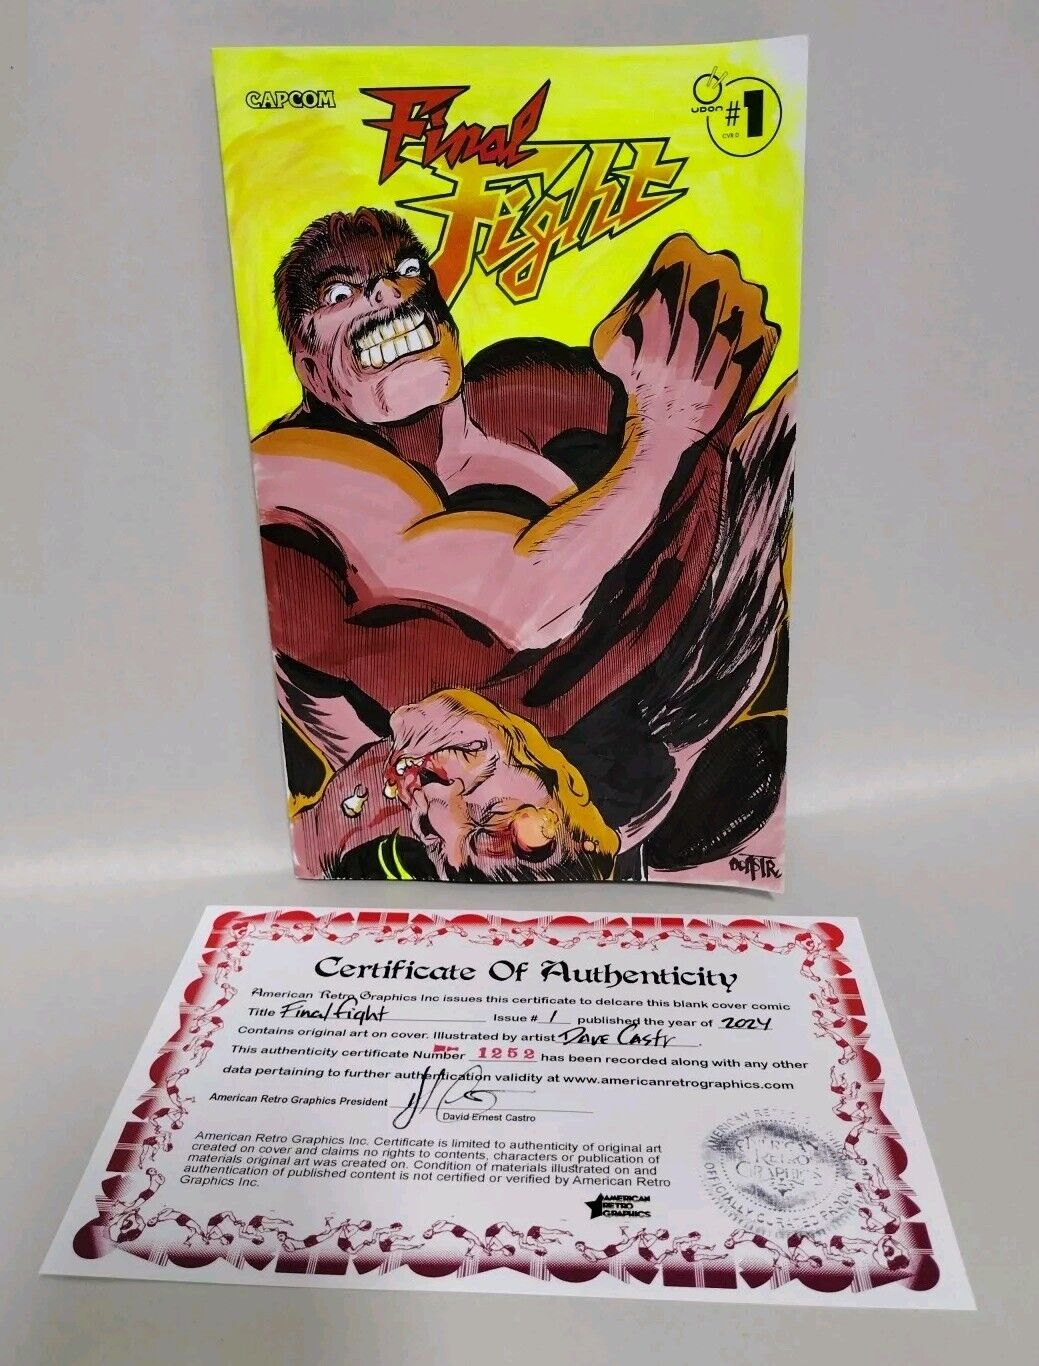 CAPCOM
Final
Fight
UDON
#1
CVR D
Certificate Of Authenticity
American Retro Graphics Inc issues this certificate to delcare this blank cover comic
Title Final fight Issue # 1 published the year of 2024
Contains original art on cover. Illustrated by artist Dave Castr.
This authenticity certificate Number 1252 has been recorded along with any other
data pertaining to further authentication validity at www.americanretrographics.com
American Retro Graphics President
David Ernest Castro
American Retro Graphics Inc. Certificate is limited to authenticity of original art
created on cover and claims no rights to contents, characters or publication of
materials original art was created on. Condition of materials illustrated on and
authentication of published content is not certified or verified by American Retro
Graphics Inc.
AMERICAN
RETRO
GRAPHICS
RETRO
GRAPHICS